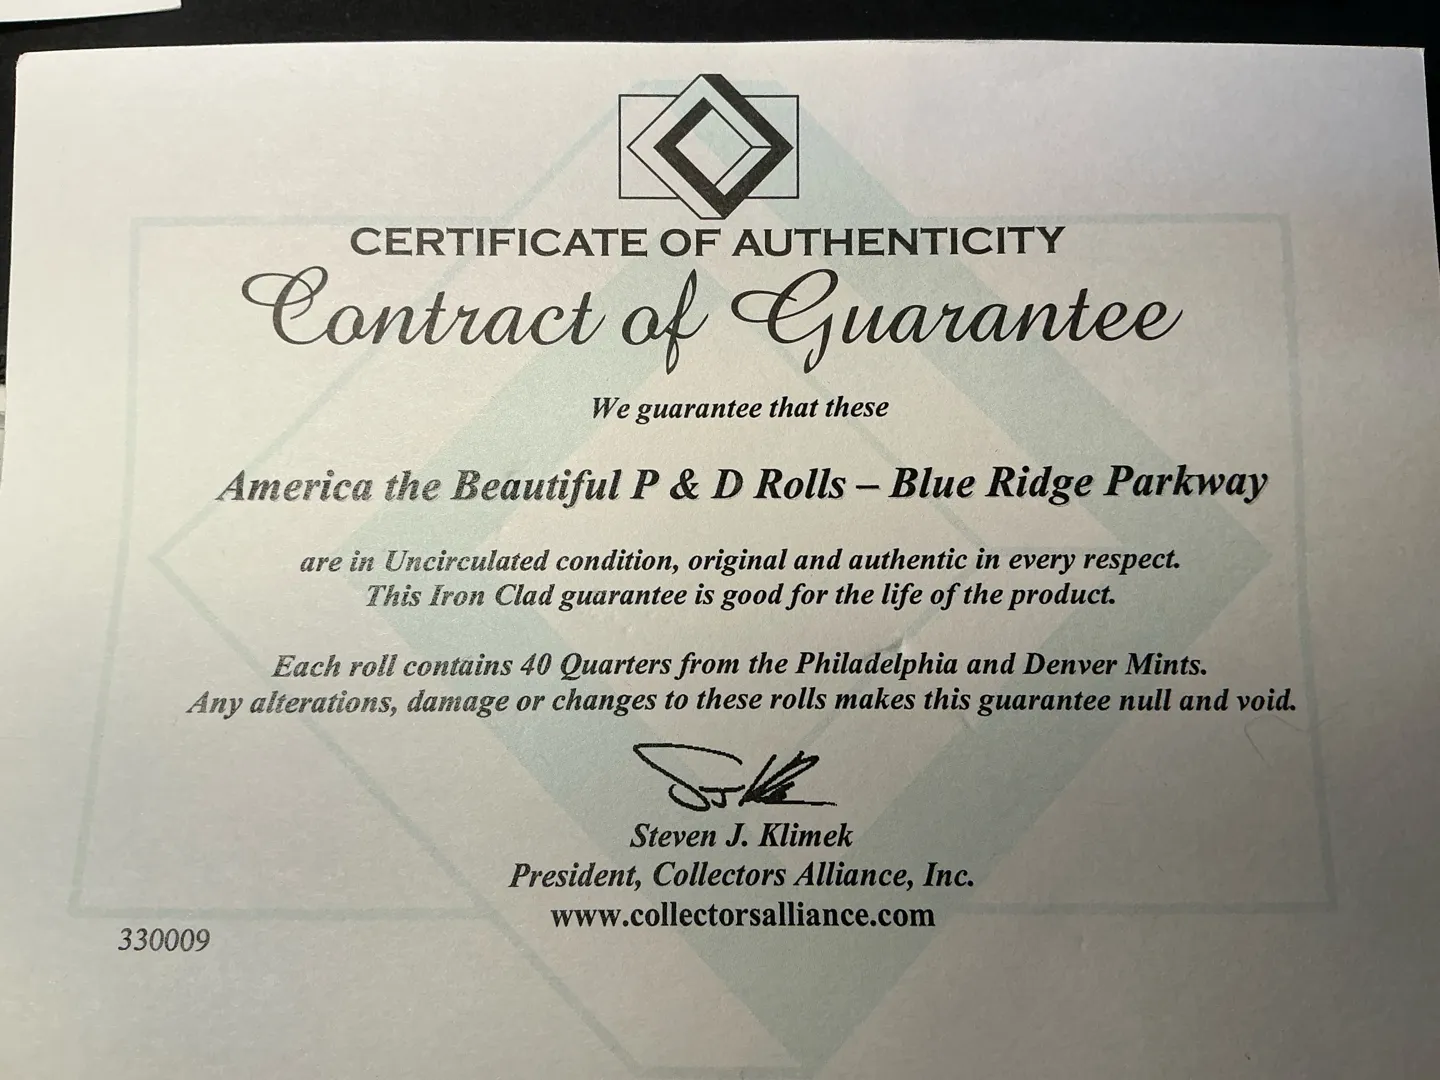 CERTIFICATE OF AUTHENTICITY
Contract of Guarantee
We guarantee that these
America the Beautiful P & D Rolls – Blue Ridge Parkway
are in Uncirculated condition, original and authentic in every respect.
This Iron Clad guarantee is good for the life of the product.
Each roll contains 40 Quarters from the Philadelphia and Denver Mints.
Any alterations, damage or changes to these rolls makes this guarantee null and void.
Steven J. Klimek
President, Collectors Alliance, Inc.
www.collectorsalliance.com
330009